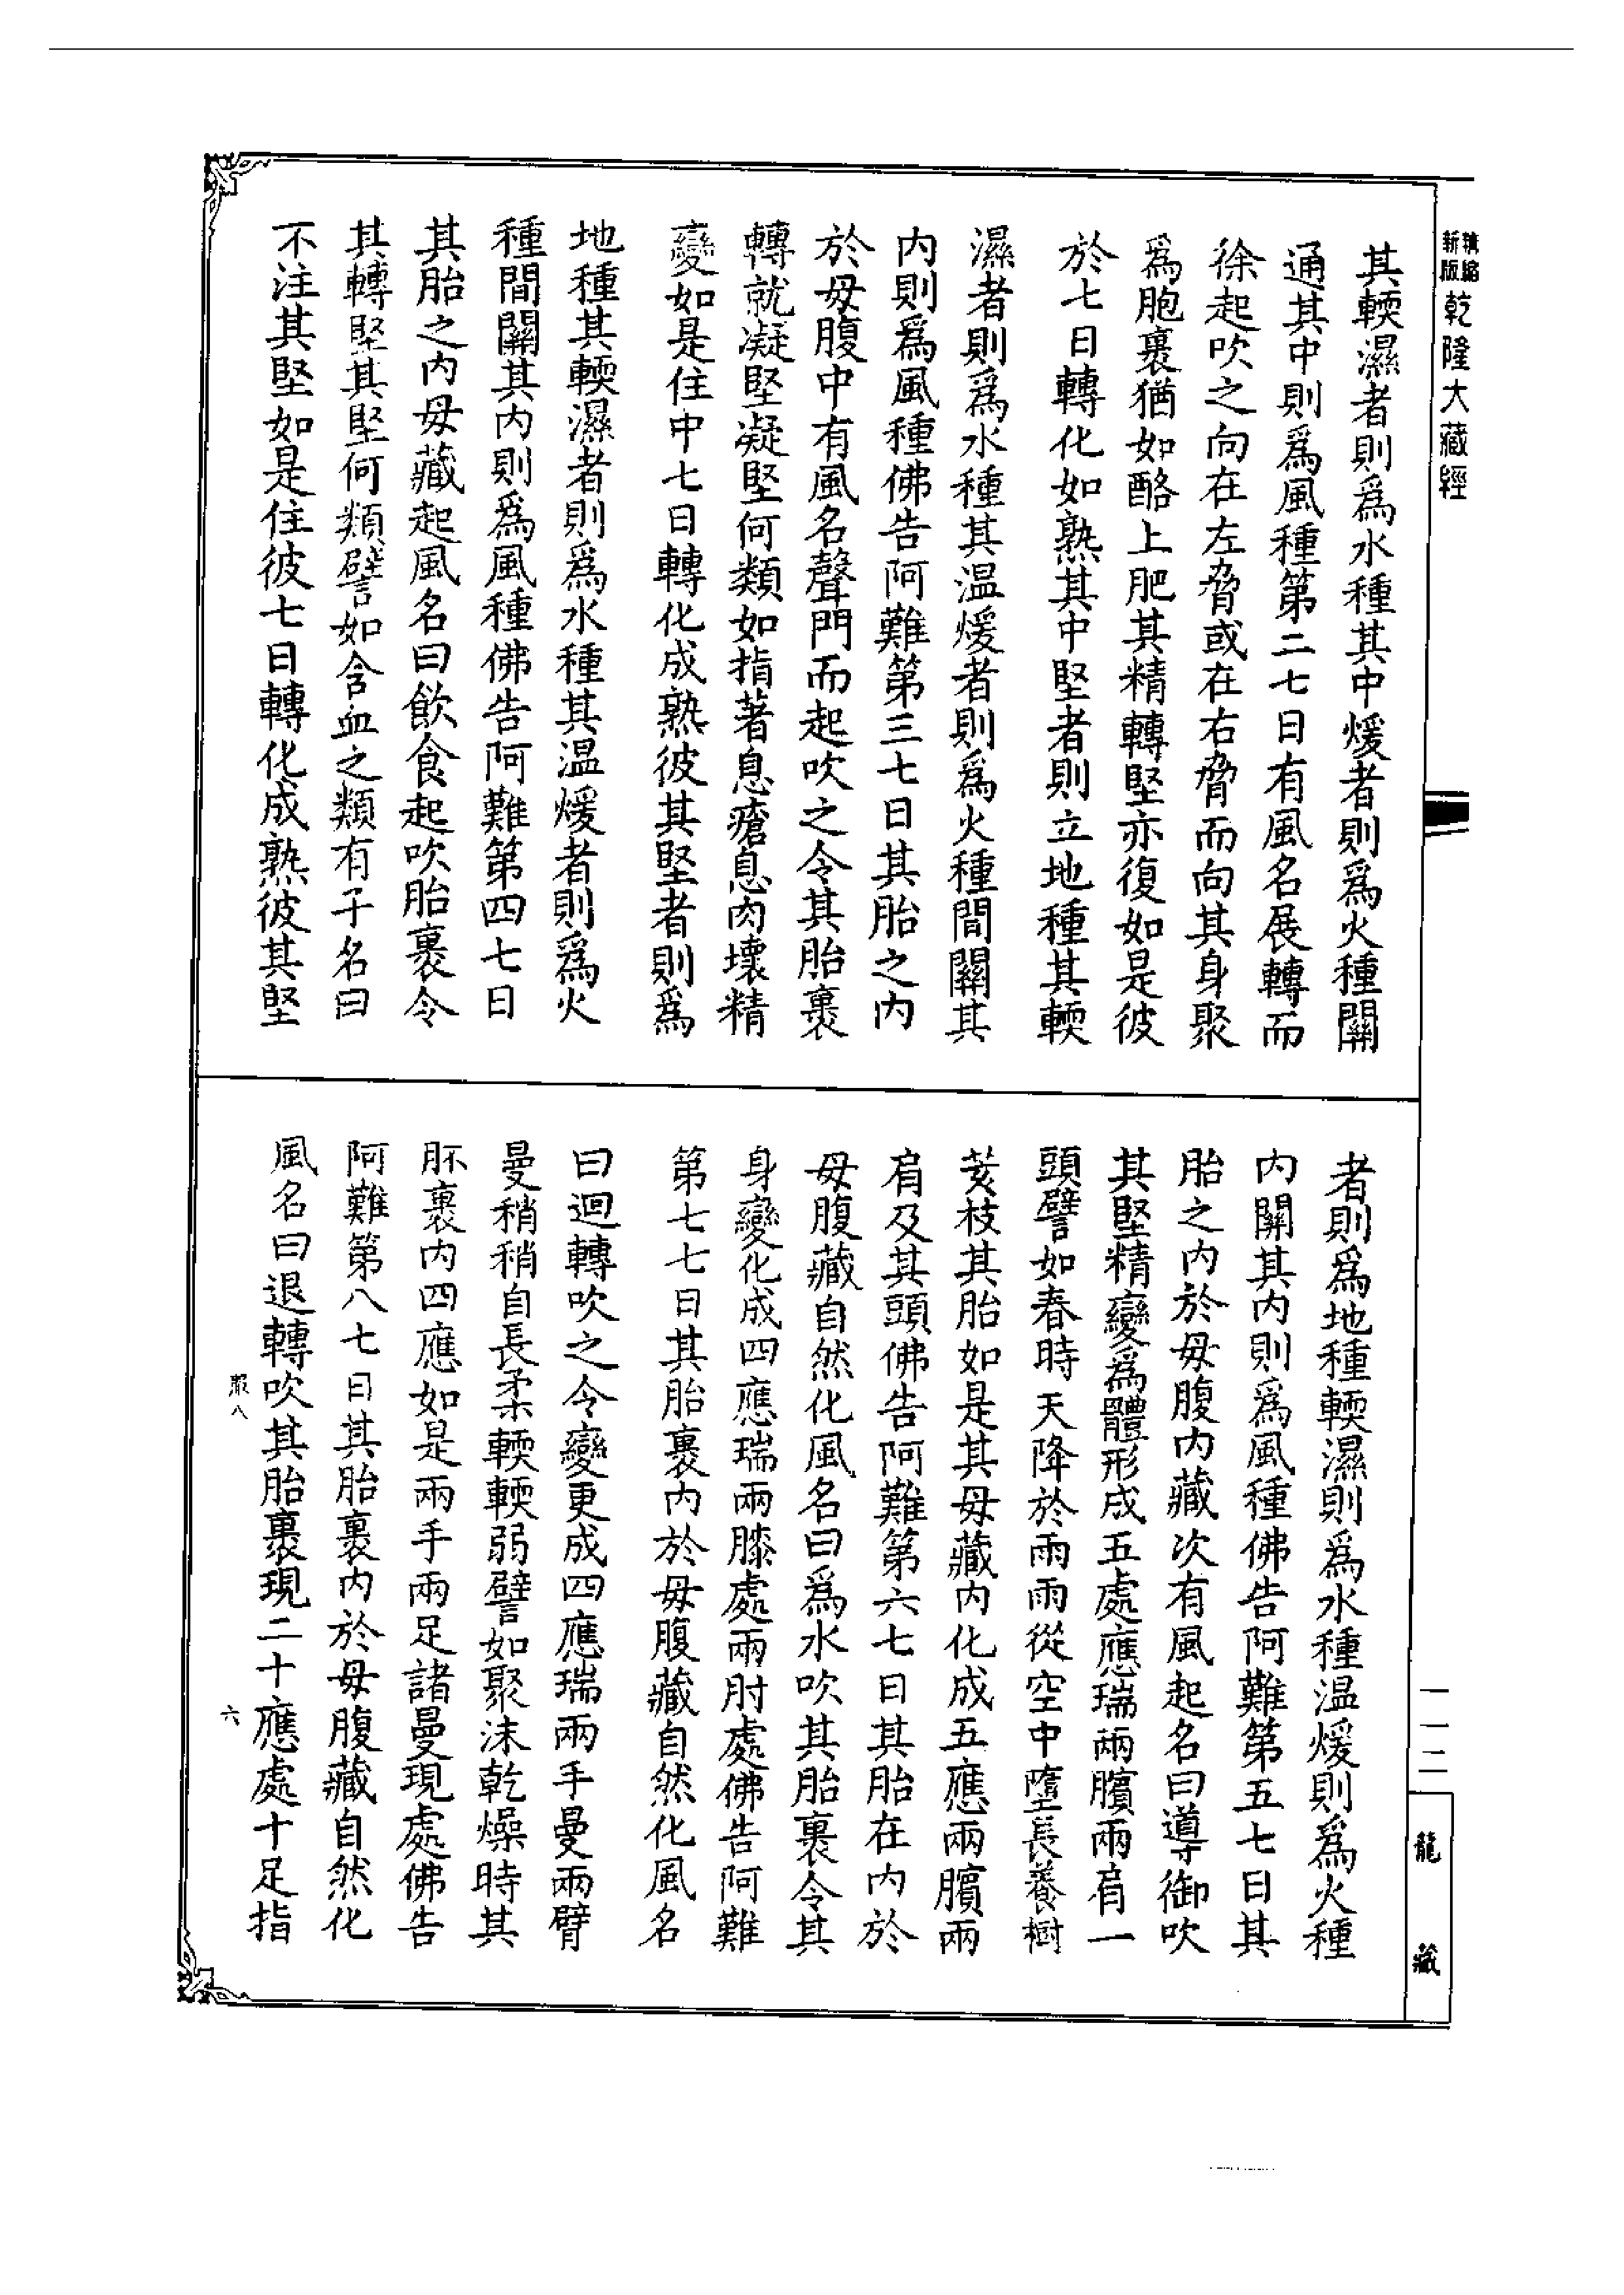 精縮新版乾隆大藏經
其輭濕者則爲水種其中煖者則爲火種關
通其中則爲風種第二七日有風名展轉而
徐起吹之向在左脅或在右脅而向其身聚
爲胞裹猶如酪上肥其精轉堅亦復如是彼
於七日轉化如熟其中堅者則立地種其輭
濕者則爲水種其温煖者則爲火種間關其
内則爲風種佛告阿難第三七日其胎之内
於毋腹中有風名聲門而起吹之令其胎裹
轉就凝堅凝堅何類如指著息瘡息肉壞精
變如是住中七日轉化成熟彼其堅者則爲
地種其輭濕者則爲水種其温煖者則爲火
種間關其内則爲風種佛告阿難第四七日
其胎之内毋藏起風名曰飲食起吹胎裹令
其轉堅其堅何類譬如含血之類有子名曰
不注其堅如是住彼七日轉化成熟彼其堅
者則爲地種輭濕則爲水種温煖則爲火種
内關其内則爲風種佛告阿難第五七日其
胎之内於毋腹内藏次有風起名曰導御吹
其堅精變爲體形成五處應瑞兩臏兩肩一
頭譬如春時天降於雨雨從空中墮長養樹
荄枝其胎如是其毋藏内化成五應兩臏兩
肩及其頭佛告阿難第六七日其胎在内於
毋腹藏自然化風名曰爲水吹其胎裹令其
身變化成四應瑞兩膝處兩肘處佛告阿難
第七七日其胎裹内於毋腹藏自然化風名
曰迴轉吹之令變更成四應瑞兩手曼兩臂
曼稍稍自長柔輭輭弱譬如聚沫乾燥時其
胚裹内四應如是兩手兩足諸曼現處佛告
阿難第八七日其胎裹内於毋腹藏自然化
風名曰退轉吹其胎裹現二十應處十足指
服八
六
一一二
龍藏